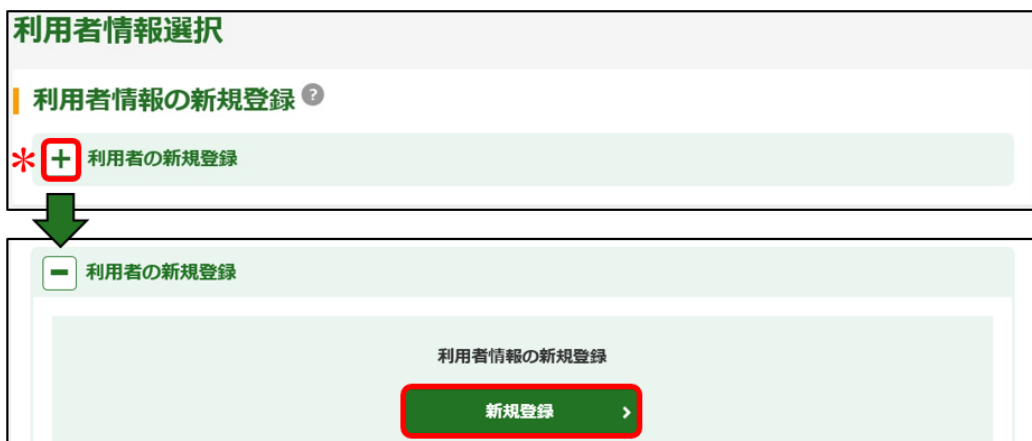 利用者情報選択
利用者情報の新規登録 ?
* + 利用者の新規登録
− 利用者の新規登録
利用者情報の新規登録
新規登録 >